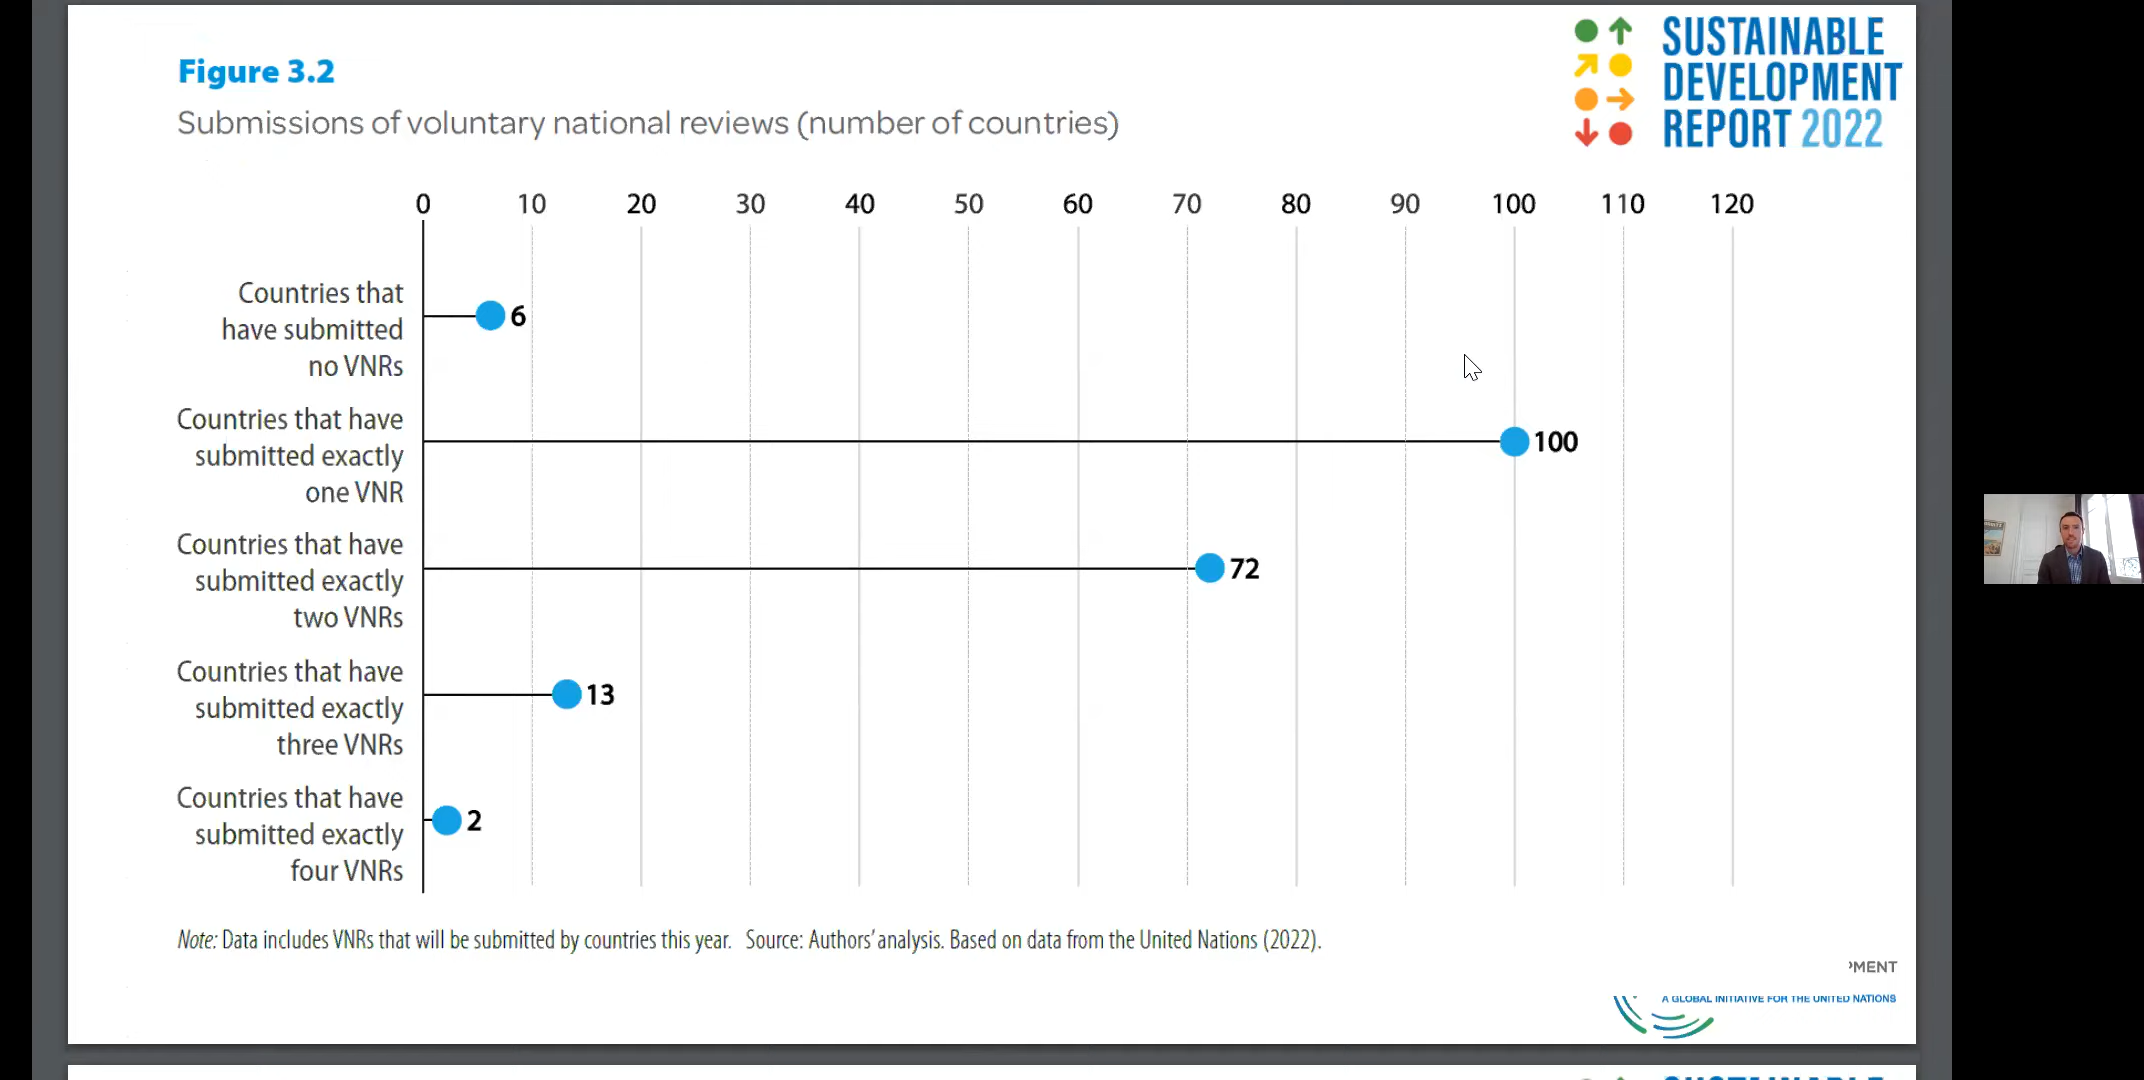 Figure 3.2
Submissions of voluntary national reviews (number of countries)
SUSTAINABLE
DEVELOPMENT
REPORT 2022
0 10 20 30 40 50 60 70 80 90 100 110 120
Countries that
have submitted
no VNRs
6
Countries that have
submitted exactly
one VNR
100
Countries that have
submitted exactly
two VNRs
72
Countries that have
submitted exactly
three VNRs
13
Countries that have
submitted exactly
four VNRs
2
Note: Data includes VNRs that will be submitted by countries this year. Source: Authors' analysis. Based on data from the United Nations (2022).
MENT
A GLOBAL INITIATIVE FOR THE UNITED NATIONS
SUSTAINABLE